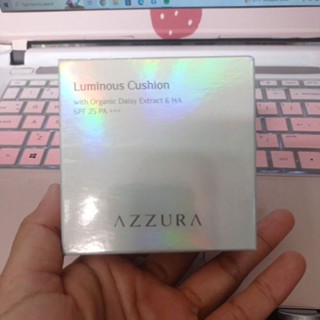 Luminous Cushion
with Organic Daisy Extract & HA
SPF 25 PA +++
AZZURA